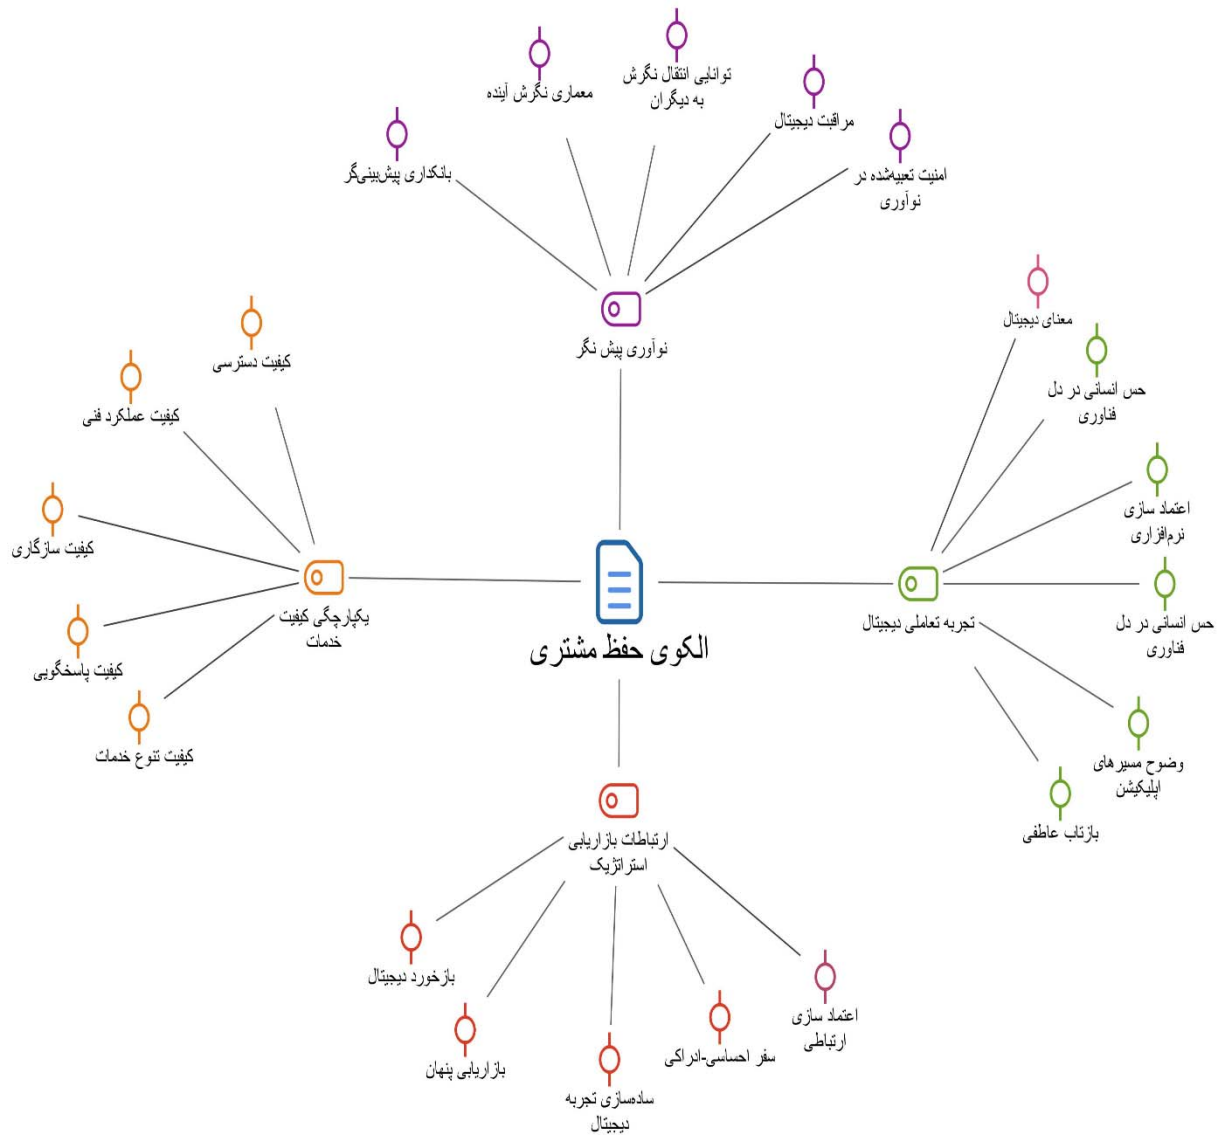 توانایی انتقال نگرش
به دیگران
معماری نگرش آینده
مراقبت دیجیتال
بانکداری پیش‌بینی‌گر
امنیت تعبیه‌شده در
نوآوری
نوآوری پیش نگر
معنای دیجیتال
حس انسانی در دل
فناوری
اعتماد سازی
نرم‌افزاری
حس انسانی در دل
فناوری
وضوح مسیرهای
اپلیکیشن
بازتاب عاطفی
تجربه تعاملی دیجیتال
کیفیت دسترسی
کیفیت عملکرد فنی
کیفیت سازگاری
کیفیت پاسخگویی
کیفیت تنوع خدمات
یکپارچگی کیفیت
خدمات
الکوی حفظ مشتری
ارتباطات بازاریابی
استراتژیک
اعتماد سازی
ارتباطی
سفر احساسی-ادراکی
ساده‌سازی تجربه
دیجیتال
بازاریابی پنهان
بازخورد دیجیتال